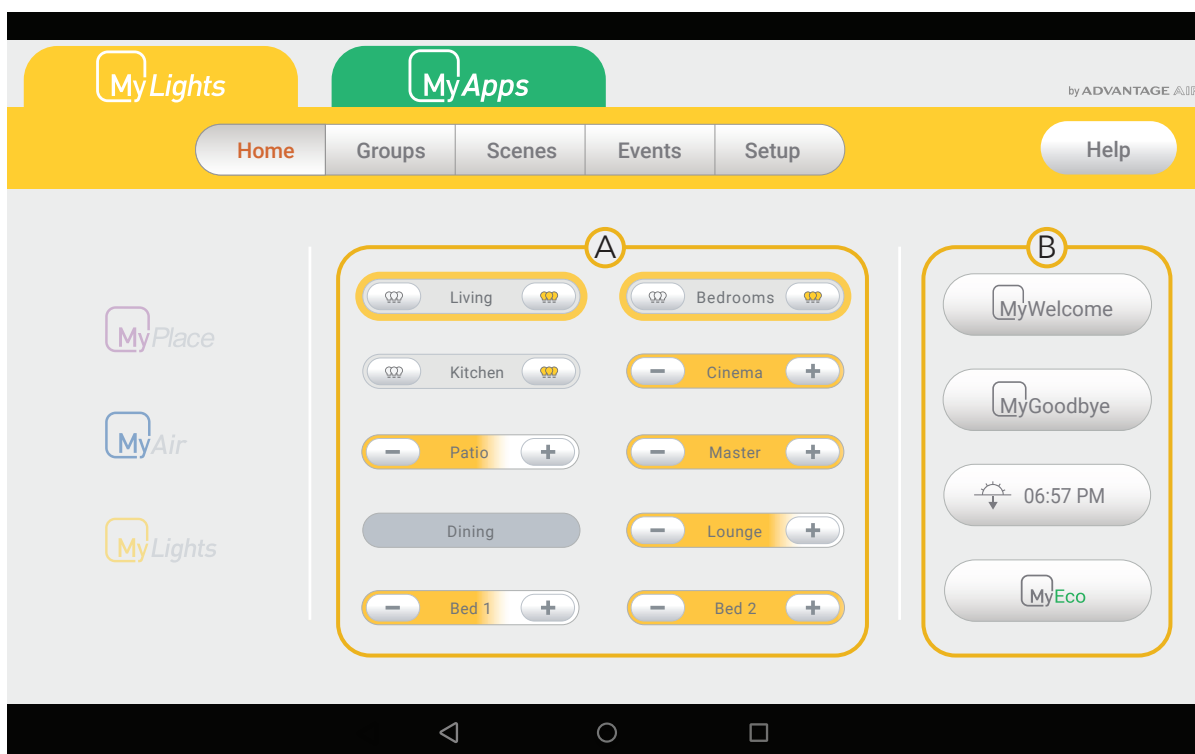 MyLights MyApps
by ADVANTAGE AIR
Home Groups Scenes Events Setup Help
A B
Living Bedrooms MyWelcome
MyPlace
Kitchen − Cinema +
MyGoodbye
MyAir
− Patio + − Master +
06:57 PM
Dining − Lounge +
MyLights
− Bed 1 + − Bed 2 +
MyEco